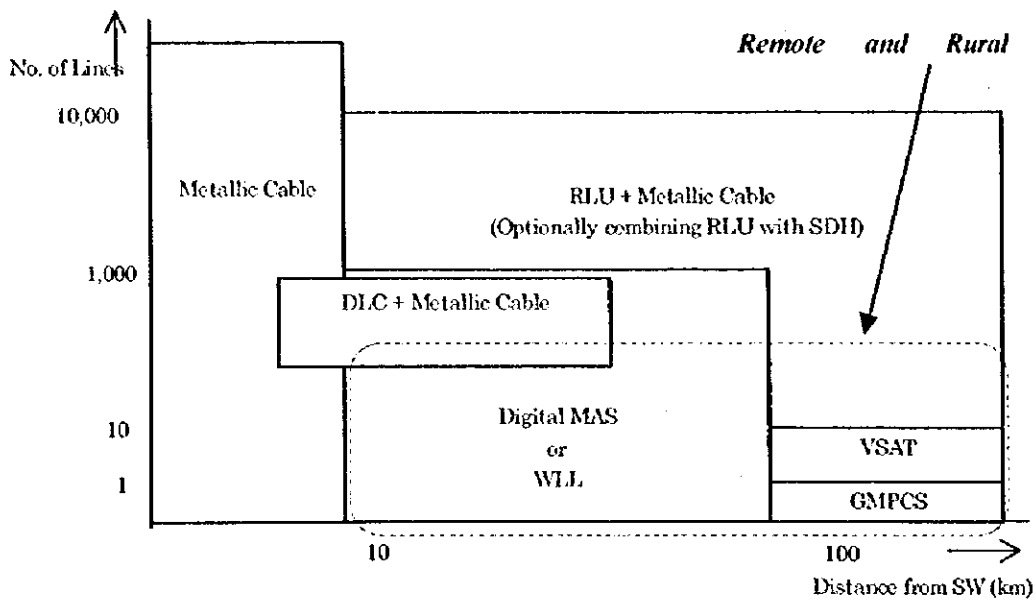 Remote and Rural
No. of Lines
10,000
Metallic Cable
RLU + Metallic Cable
(Optionally combining RLU with SDH)
1,000
DLC + Metallic Cable
Digital MAS
or
WLL
10
VSAT
1
GMPCS
10
100
Distance from SW (km)